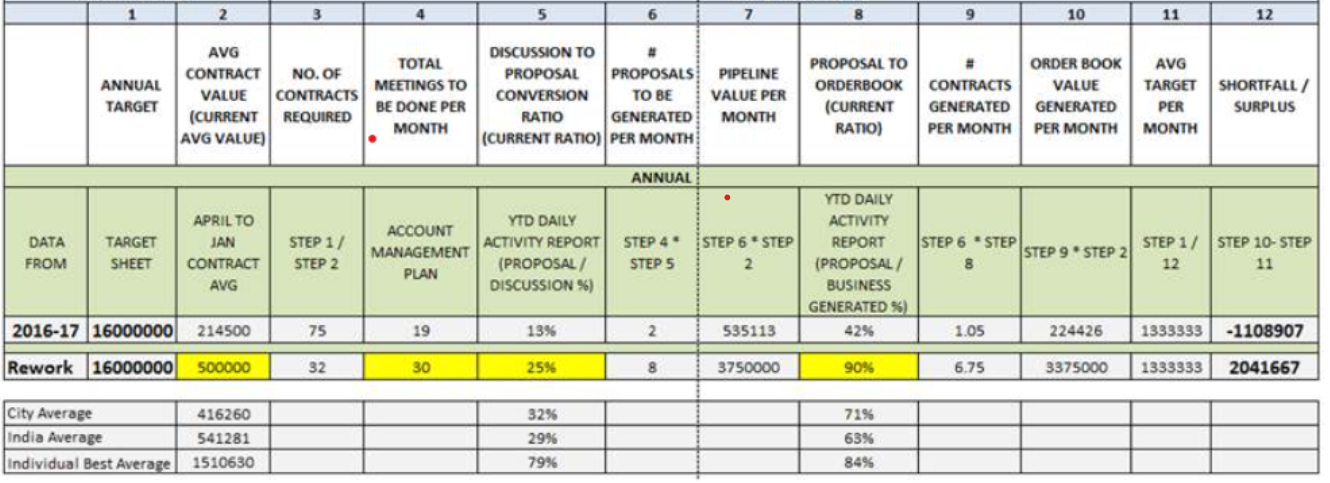 1 2 3 4 5 6 7 8 9 10 11 12
ANNUAL TARGET
AVG CONTRACT VALUE (CURRENT AVG VALUE)
NO. OF CONTRACTS REQUIRED
TOTAL MEETINGS TO BE DONE PER MONTH
DISCUSSION TO PROPOSAL CONVERSION RATIO (CURRENT RATIO)
# PROPOSALS TO BE GENERATED PER MONTH
PIPELINE VALUE PER MONTH
PROPOSAL TO ORDERBOOK (CURRENT RATIO)
# CONTRACTS GENERATED PER MONTH
ORDER BOOK VALUE GENERATED PER MONTH
AVG TARGET PER MONTH
SHORTFALL / SURPLUS
ANNUAL
DATA FROM
TARGET SHEET
APRIL TO JAN CONTRACT AVG
STEP 1 / STEP 2
ACCOUNT MANAGEMENT PLAN
YTD DAILY ACTIVITY REPORT (PROPOSAL / DISCUSSION %)
STEP 4 * STEP 5
STEP 6 * STEP 2
YTD DAILY ACTIVITY REPORT (PROPOSAL / BUSINESS GENERATED %)
STEP 6 * STEP 8
STEP 9 * STEP 2
STEP 1 / 12
STEP 10- STEP 11
2016-17 16000000 214500 75 19 13% 2 535113 42% 1.05 224426 1333333 -1108907
Rework 16000000 500000 32 30 25% 8 3750000 90% 6.75 3375000 1333333 2041667
City Average 416260 32% 71%
India Average 541281 29% 63%
Individual Best Average 1510630 79% 84%